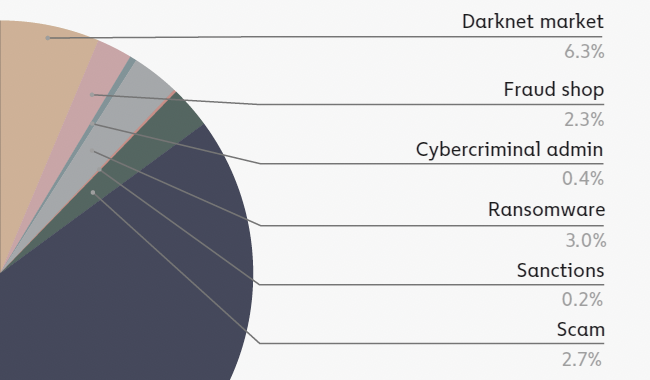 Darknet market
6.3%
Fraud shop
2.3%
Cybercriminal admin
0.4%
Ransomware
3.0%
Sanctions
0.2%
Scam
2.7%